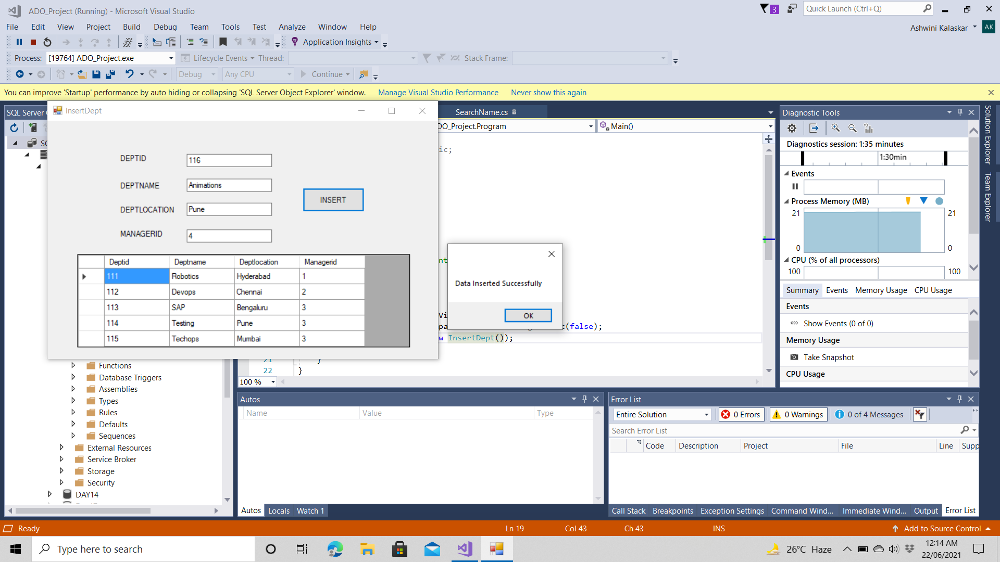 ADO_Project (Running) - Microsoft Visual Studio
3
Quick Launch (Ctrl+Q)
File Edit View Project Build Debug Team Tools Test Analyze Window Help
Ashwini Kalaskar AK
Application Insights
Process: [19764] ADO_Project.exe Lifecycle Events Thread: Stack Frame:
Debug Any CPU Continue
You can improve 'Startup' performance by auto hiding or collapsing 'SQL Server Object Explorer' window. Manage Visual Studio Performance Never show this again
SQL Server
InsertDept
SearchName.cs
DO_Project.Program Main()
ic;
DEPTID 116
DEPTNAME Animations
DEPTLOCATION Pune
MANAGERID 4
INSERT
Deptid Deptname Deptlocation Managerid
111 Robotics Hyderabad 1
112 Devops Chennai 2
113 SAP Bengaluru 3
114 Testing Pune 3
115 Techops Mumbai 3
Data Inserted Successfully
OK
nt
Vi
pa
(false);
w InsertDept());
21 }
22 }
100 %
Functions
Database Triggers
Assemblies
Types
Rules
Defaults
Sequences
External Resources
Service Broker
Storage
Security
DAY14
Diagnostic Tools
Diagnostics session: 1:35 minutes
1:30min
Events
Process Memory (MB)
21 21
0 0
CPU (% of all processors)
100 100
Summary Events Memory Usage CPU Usage
Events
Show Events (0 of 0)
Memory Usage
Take Snapshot
CPU Usage
Solution Explorer
Team Explorer
Autos
Name Value Type
Autos Locals Watch 1
Error List
Entire Solution 0 Errors 0 Warnings 0 of 4 Messages
Search Error List
Code Description Project File Line Supp
Call Stack Breakpoints Exception Settings Command Wind... Immediate Wind... Output Error List
Ready Ln 19 Col 43 Ch 43 INS Add to Source Control
Type here to search
26°C Haze
12:14 AM
22/06/2021